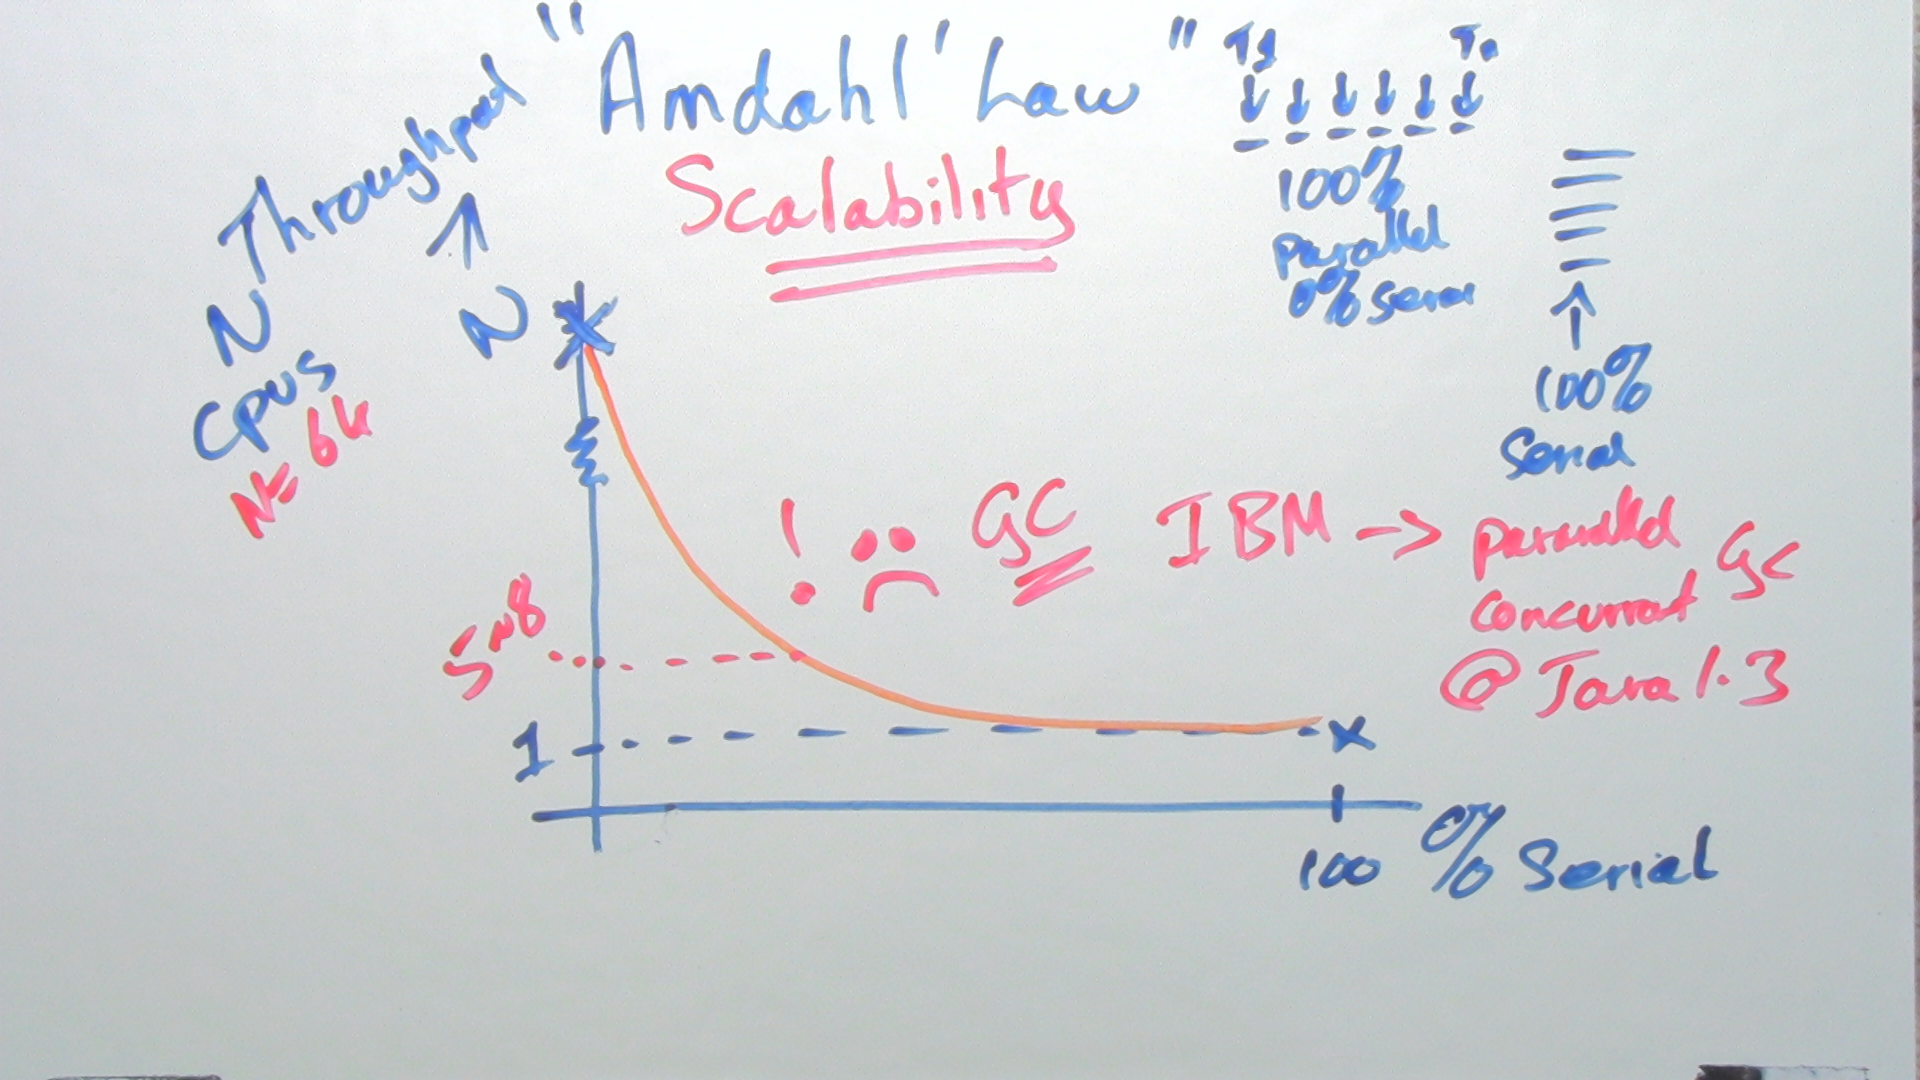 "Amdahl' Law"
Scalability
Throughput
N
CPUs
N= 64
N
T1 Tn
100%
parallel
0% Serial
100%
Serial
! GC IBM -> parallel
concurrent GC
@ Java 1.3
5~8
1
100 % Serial